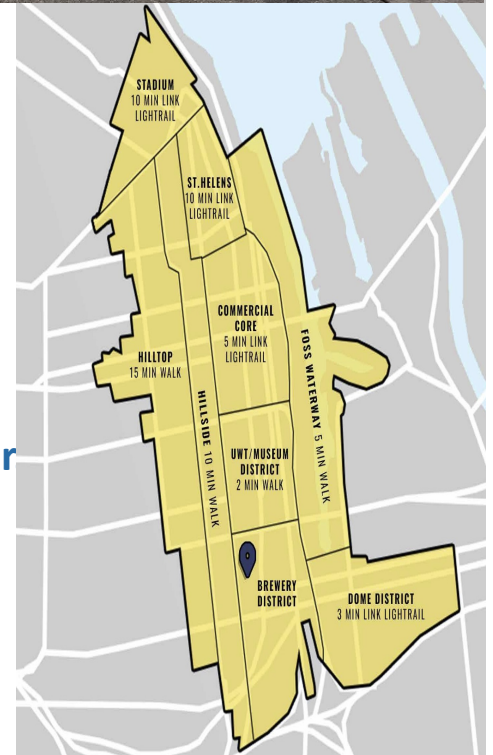 STADIUM
10 MIN LINK
LIGHTRAIL
ST.HELENS
10 MIN LINK
LIGHTRAIL
COMMERCIAL
CORE
5 MIN LINK
LIGHTRAIL
HILLTOP
15 MIN WALK
HILLSIDE 10 MIN WALK
FOSS WATERWAY 5 MIN WALK
r
UWT/MUSEUM
DISTRICT
2 MIN WALK
BREWERY
DISTRICT
DOME DISTRICT
3 MIN LINK LIGHTRAIL